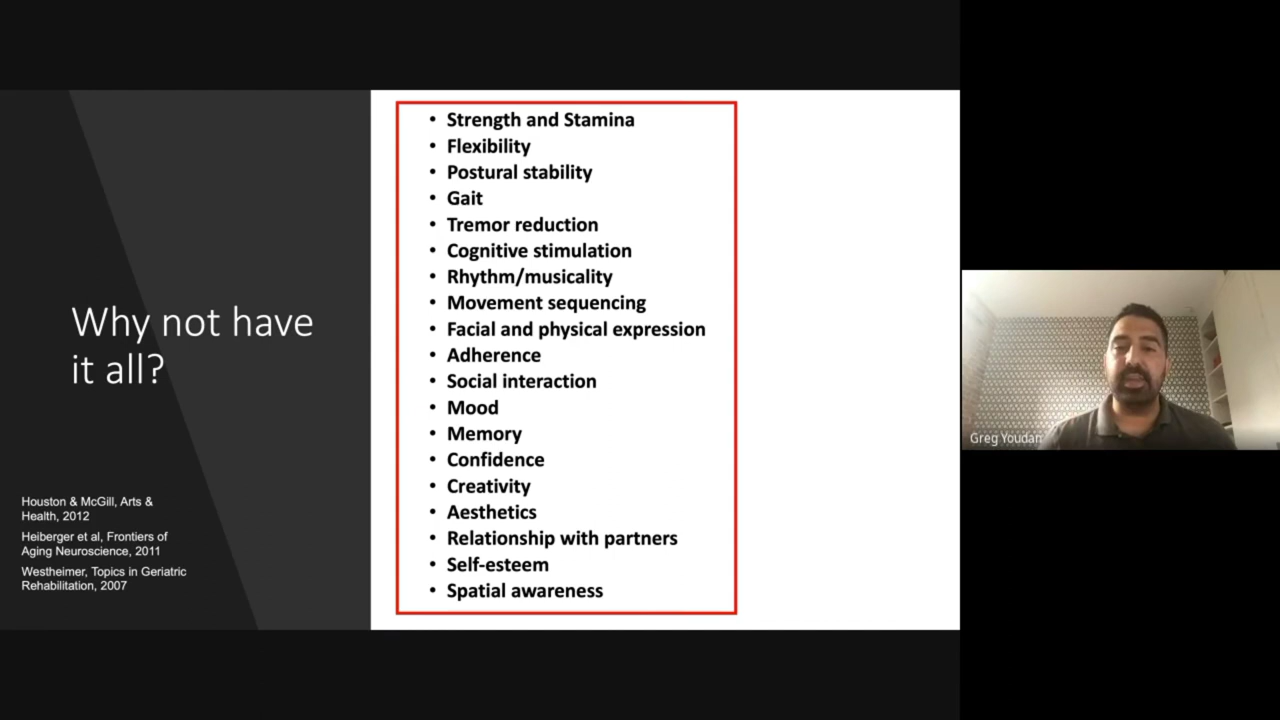 Why not have
it all?
Houston & McGill, Arts &
Health, 2012
Heiberger et al, Frontiers of
Aging Neuroscience, 2011
Westheimer, Topics in Geriatric
Rehabilitation, 2007
• Strength and Stamina
• Flexibility
• Postural stability
• Gait
• Tremor reduction
• Cognitive stimulation
• Rhythm/musicality
• Movement sequencing
• Facial and physical expression
• Adherence
• Social interaction
• Mood
• Memory
• Confidence
• Creativity
• Aesthetics
• Relationship with partners
• Self-esteem
• Spatial awareness
Greg Youdan